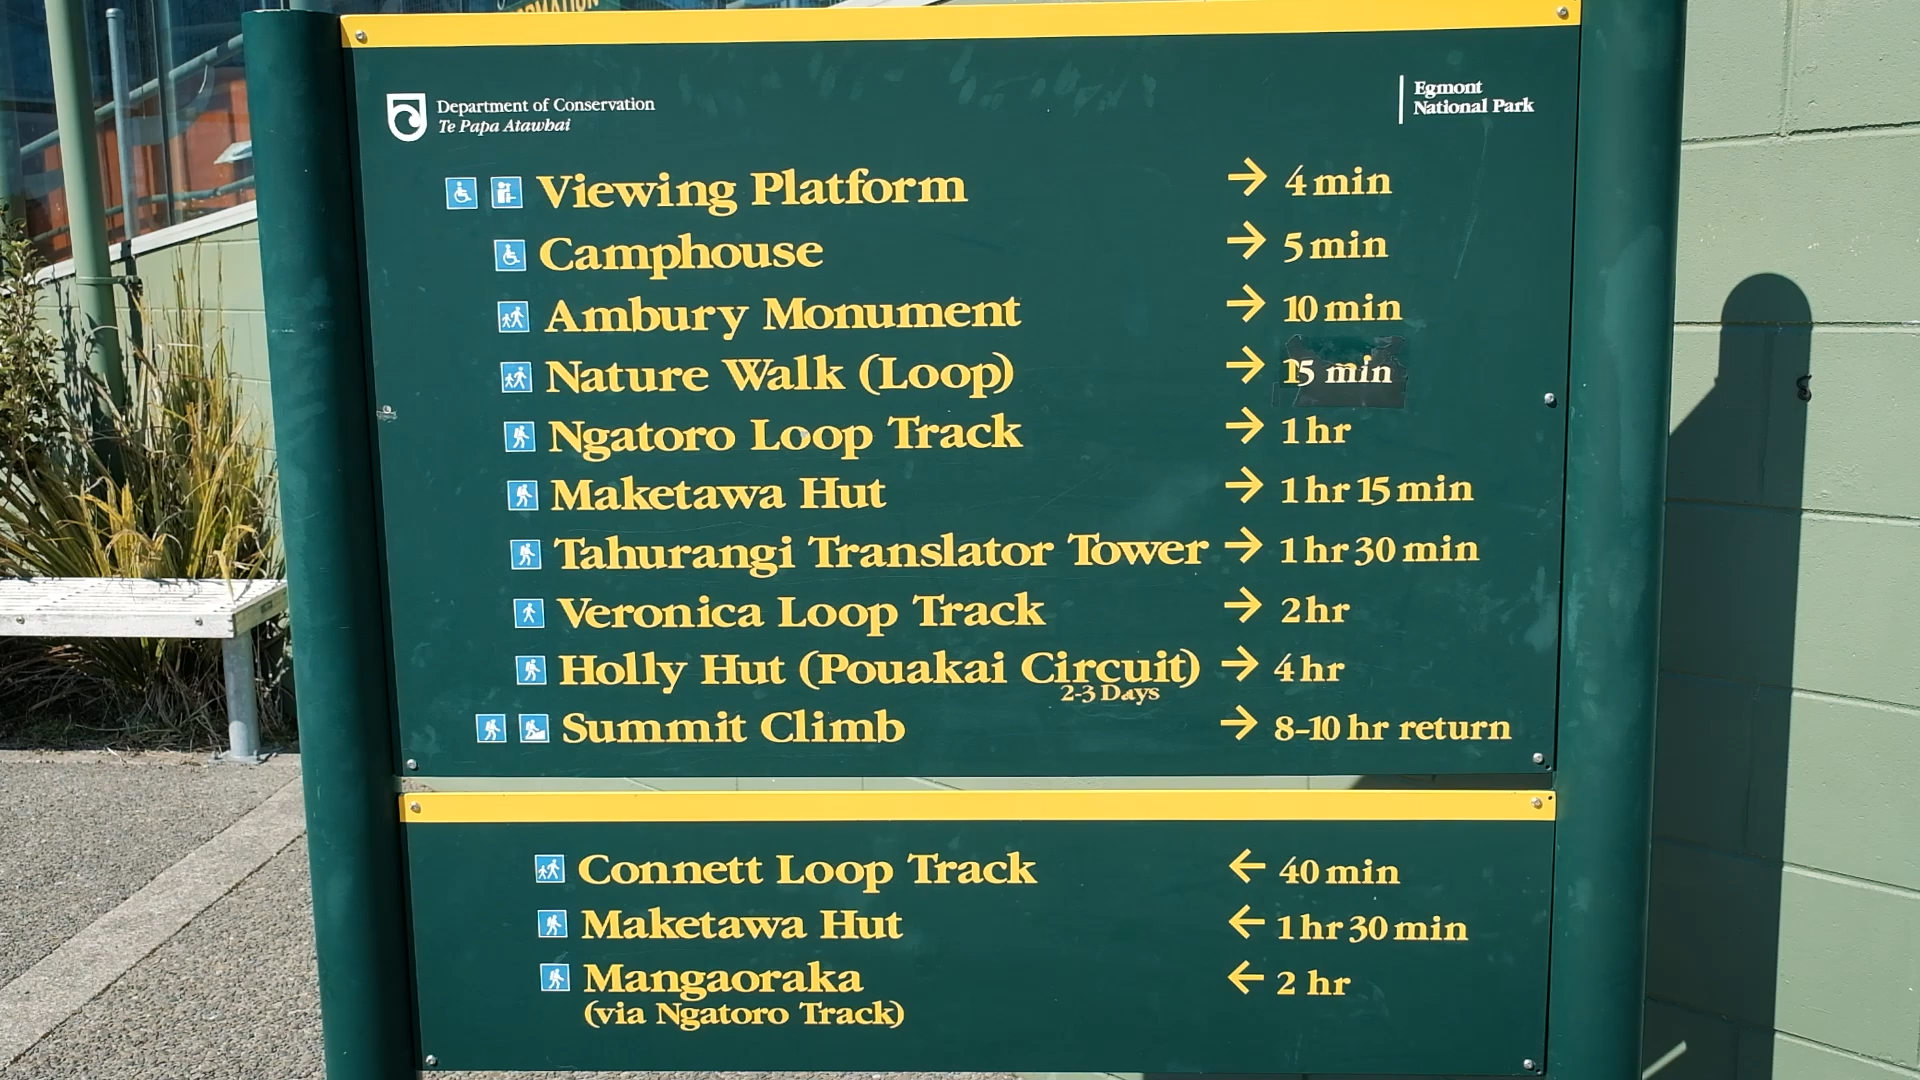 Department of Conservation
Te Papa Atawhai
Egmont
National Park
Viewing Platform → 4 min
Camphouse → 5 min
Ambury Monument → 10 min
Nature Walk (Loop) → 15 min
Ngatoro Loop Track → 1 hr
Maketawa Hut → 1 hr 15 min
Tahurangi Translator Tower → 1 hr 30 min
Veronica Loop Track → 2 hr
Holly Hut (Pouakai Circuit) → 4 hr
2-3 Days
Summit Climb → 8-10 hr return
Connett Loop Track ← 40 min
Maketawa Hut ← 1 hr 30 min
Mangaoraka ← 2 hr
(via Ngatoro Track)